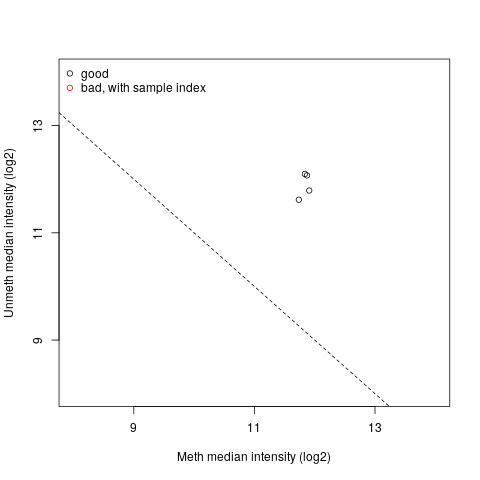 good
bad, with sample index
Unmeth median intensity (log2)
13
11
9
9
11
13
Meth median intensity (log2)